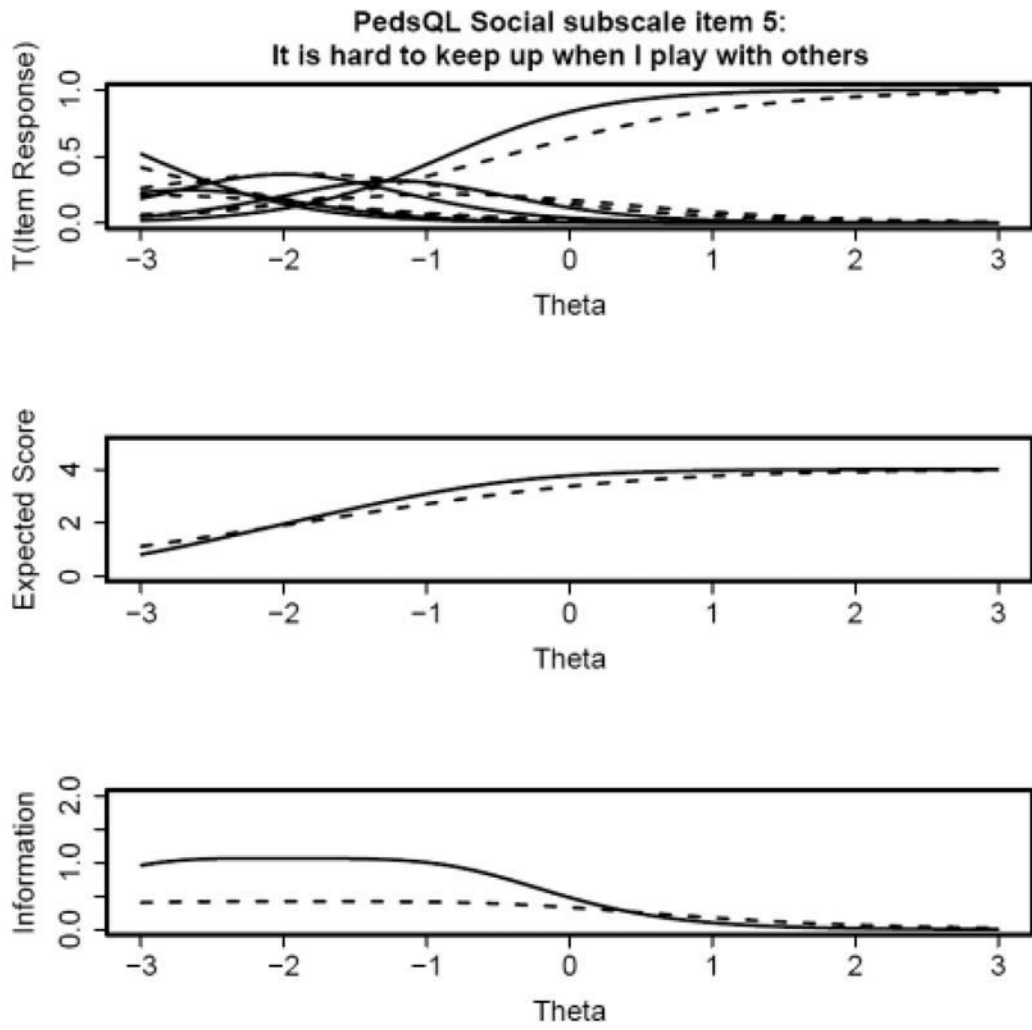 PedsQL Social subscale item 5:
It is hard to keep up when I play with others
T(Item Response)
1.0
0.5
0.0
−3 −2 −1 0 1 2 3
Theta
Expected Score
4
2
0
−3 −2 −1 0 1 2 3
Theta
Information
2.0
1.0
0.0
−3 −2 −1 0 1 2 3
Theta